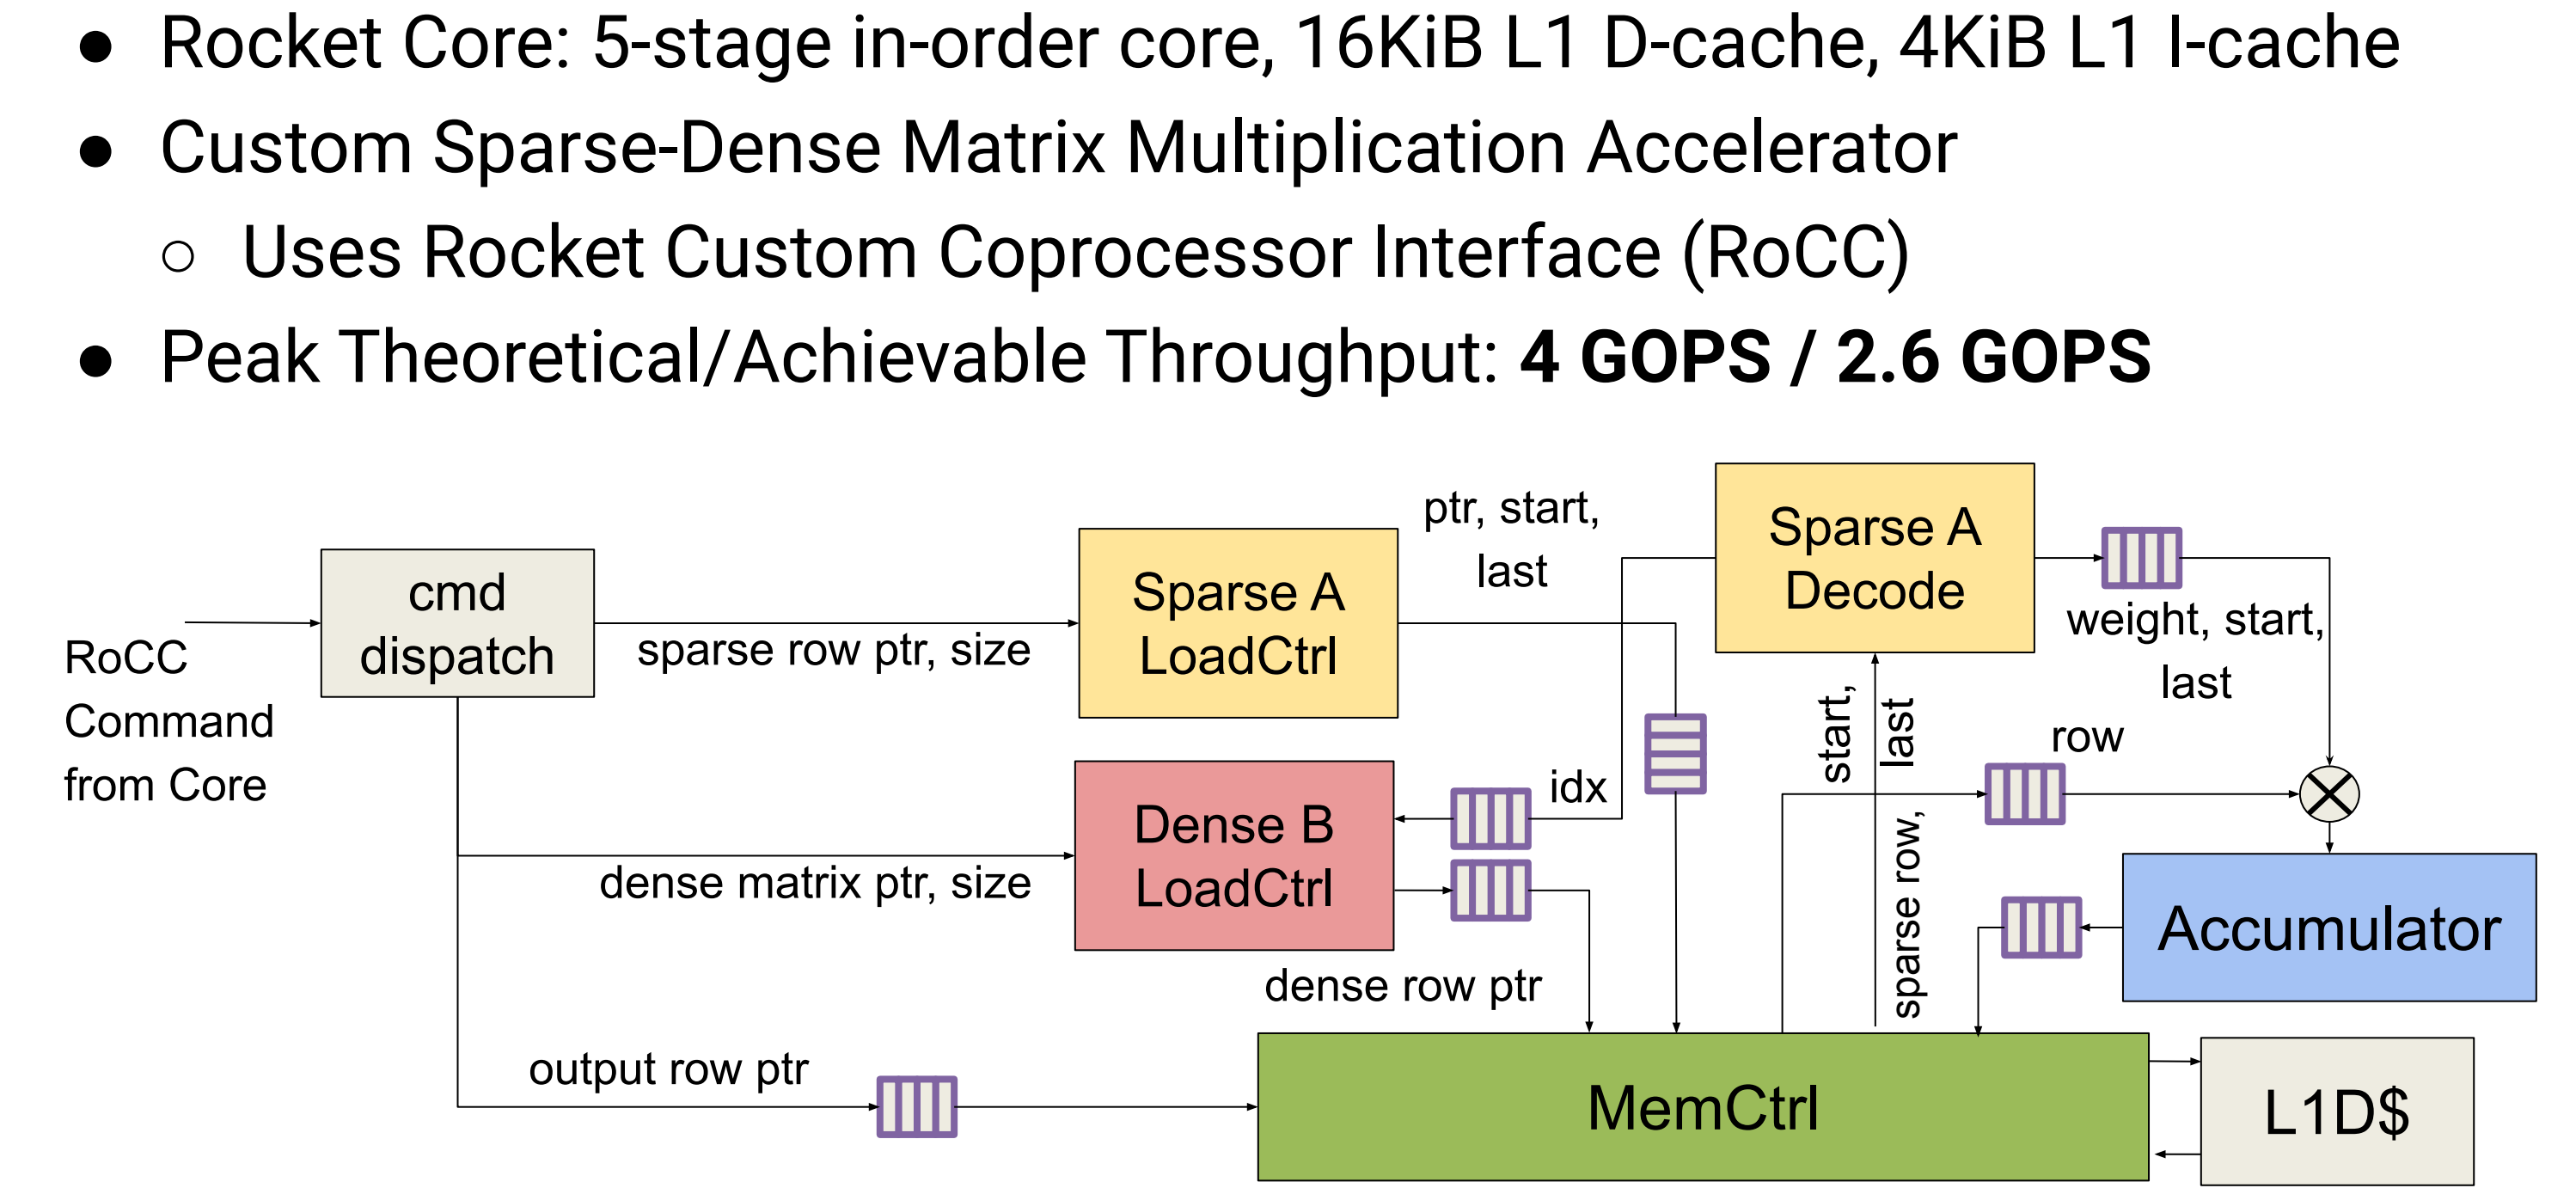 ● Rocket Core: 5-stage in-order core, 16KiB L1 D-cache, 4KiB L1 I-cache
● Custom Sparse-Dense Matrix Multiplication Accelerator
○ Uses Rocket Custom Coprocessor Interface (RoCC)
● Peak Theoretical/Achievable Throughput: 4 GOPS / 2.6 GOPS
RoCC
Command
from Core
cmd
dispatch
sparse row ptr, size
Sparse A
LoadCtrl
ptr, start,
last
Sparse A
Decode
weight, start,
last
dense matrix ptr, size
Dense B
LoadCtrl
idx
dense row ptr
sparse row, start,
last
row
Accumulator
output row ptr
MemCtrl
L1D$